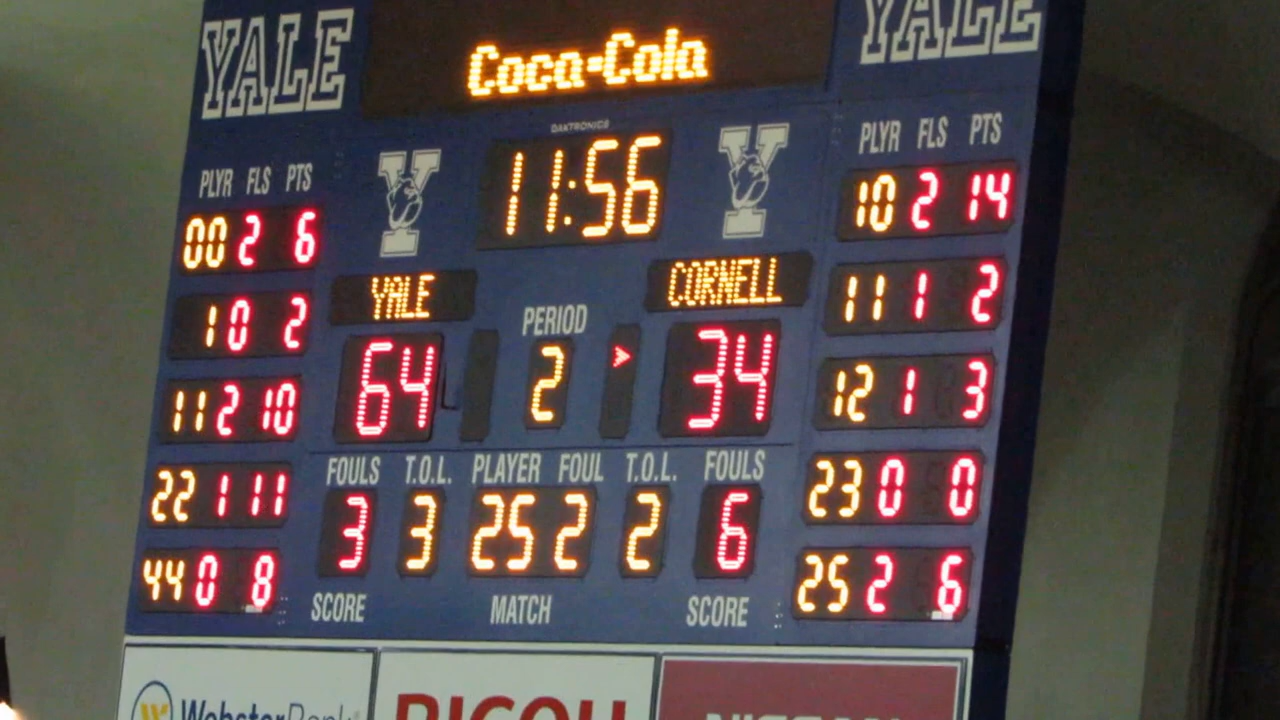 YALE Coca-Cola YALE
DAKTRONICS
11:56
PLYR FLS PTS
00 2 6
10 2
11 2 10
22 1 11
44 0 8
YALE
64
PERIOD
2
CORNELL
34
PLYR FLS PTS
10 2 14
11 1 2
12 1 3
23 0 0
25 2 6
FOULS T.O.L. PLAYER FOUL T.O.L. FOULS
3 3 25 2 2 6
SCORE MATCH SCORE
WebsterBank
RICOH
NISSAN